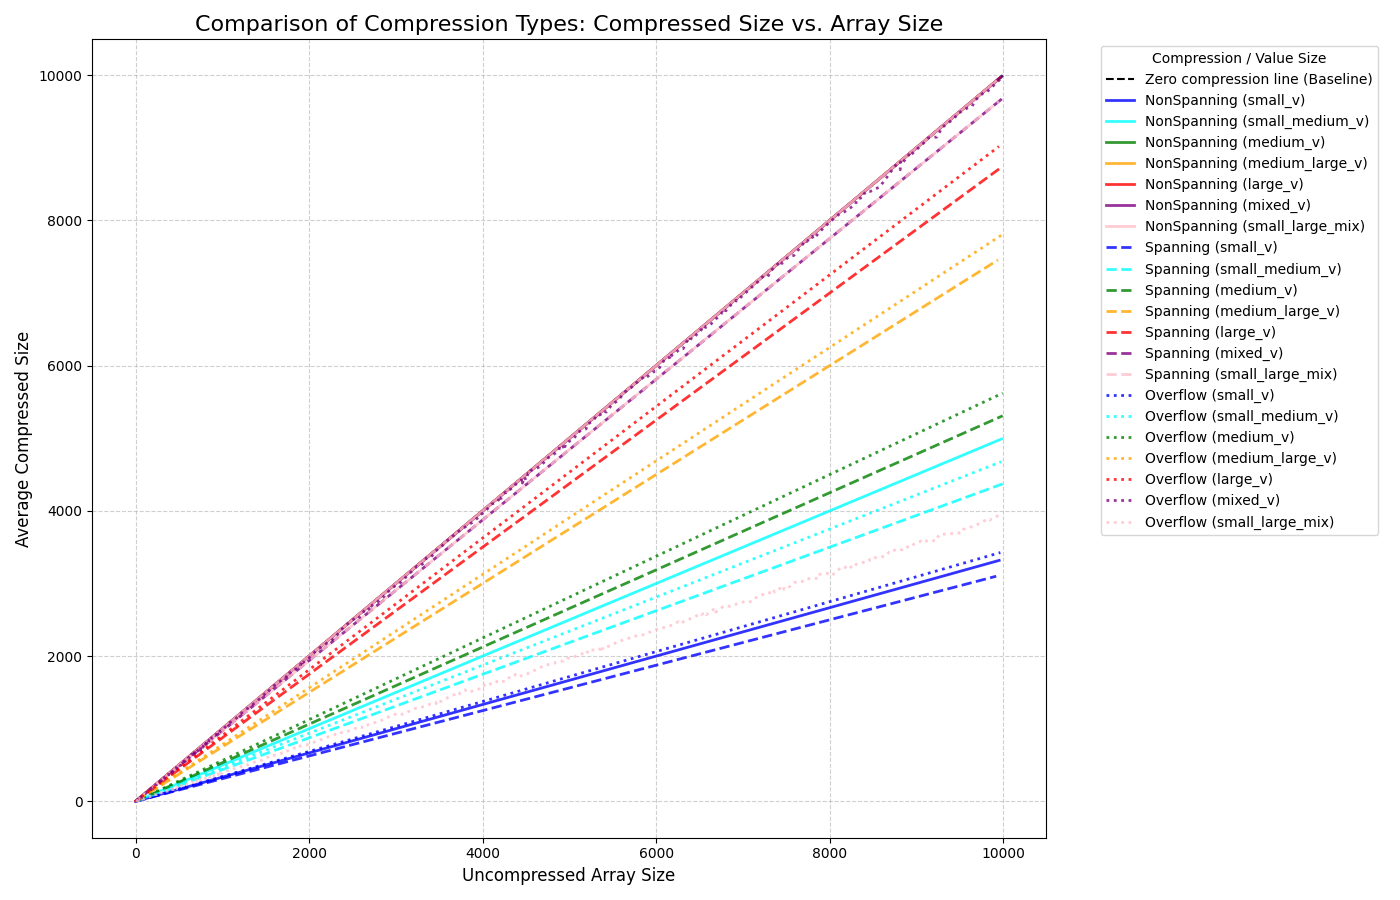 Comparison of Compression Types: Compressed Size vs. Array Size
Average Compressed Size
10000
8000
6000
4000
2000
0
0
2000
4000
6000
8000
10000
Uncompressed Array Size
Compression / Value Size
Zero compression line (Baseline)
NonSpanning (small_v)
NonSpanning (small_medium_v)
NonSpanning (medium_v)
NonSpanning (medium_large_v)
NonSpanning (large_v)
NonSpanning (mixed_v)
NonSpanning (small_large_mix)
Spanning (small_v)
Spanning (small_medium_v)
Spanning (medium_v)
Spanning (medium_large_v)
Spanning (large_v)
Spanning (mixed_v)
Spanning (small_large_mix)
Overflow (small_v)
Overflow (small_medium_v)
Overflow (medium_v)
Overflow (medium_large_v)
Overflow (large_v)
Overflow (mixed_v)
Overflow (small_large_mix)